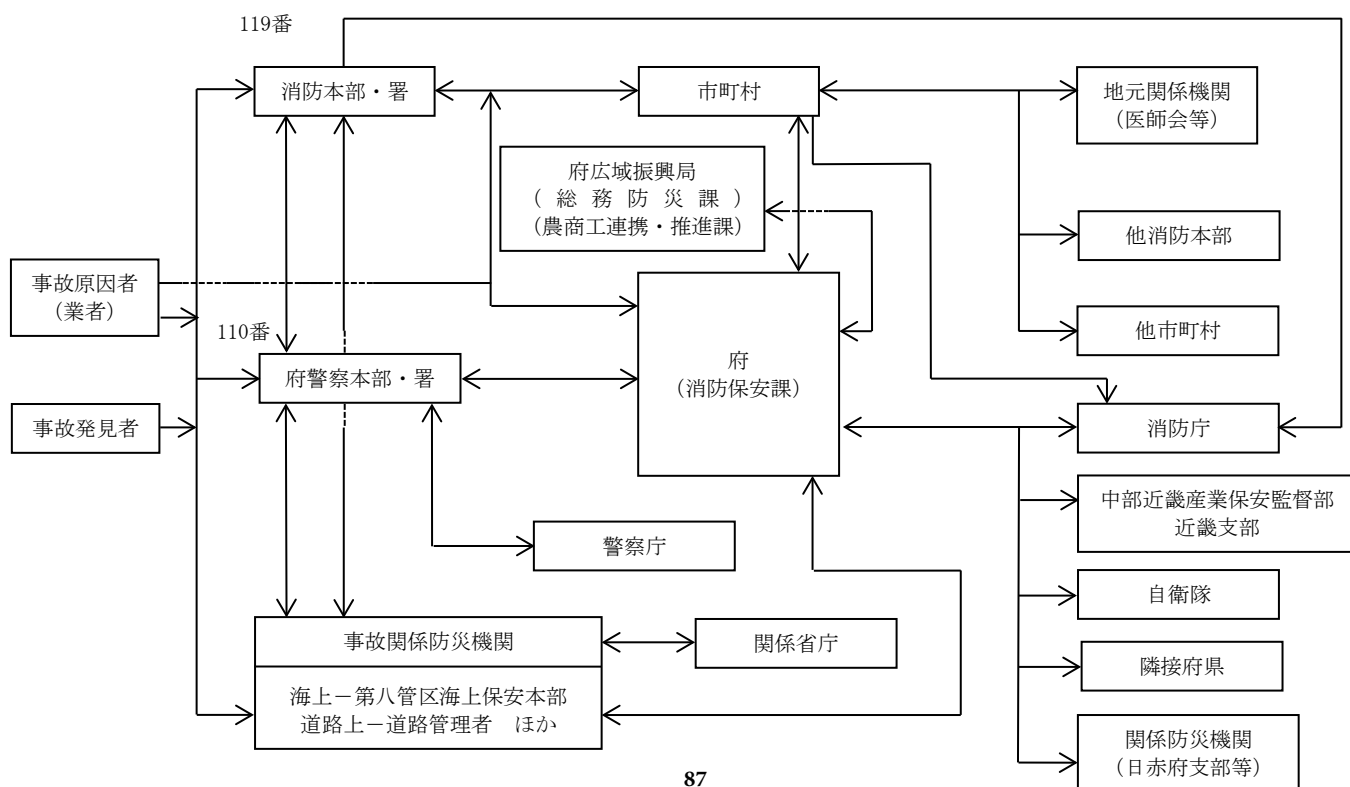 119番
消防本部・署
市町村
地元関係機関
（医師会等）
府広域振興局
（総務防災課）
（農商工連携・推進課）
他消防本部
事故原因者
（業者）
110番
他市町村
府警察本部・署
府
（消防保安課）
事故発見者
消防庁
中部近畿産業保安監督部
近畿支部
警察庁
自衛隊
事故関係防災機関
関係省庁
隣接府県
海上－第八管区海上保安本部
道路上－道路管理者　ほか
関係防災機関
（日赤府支部等）
87